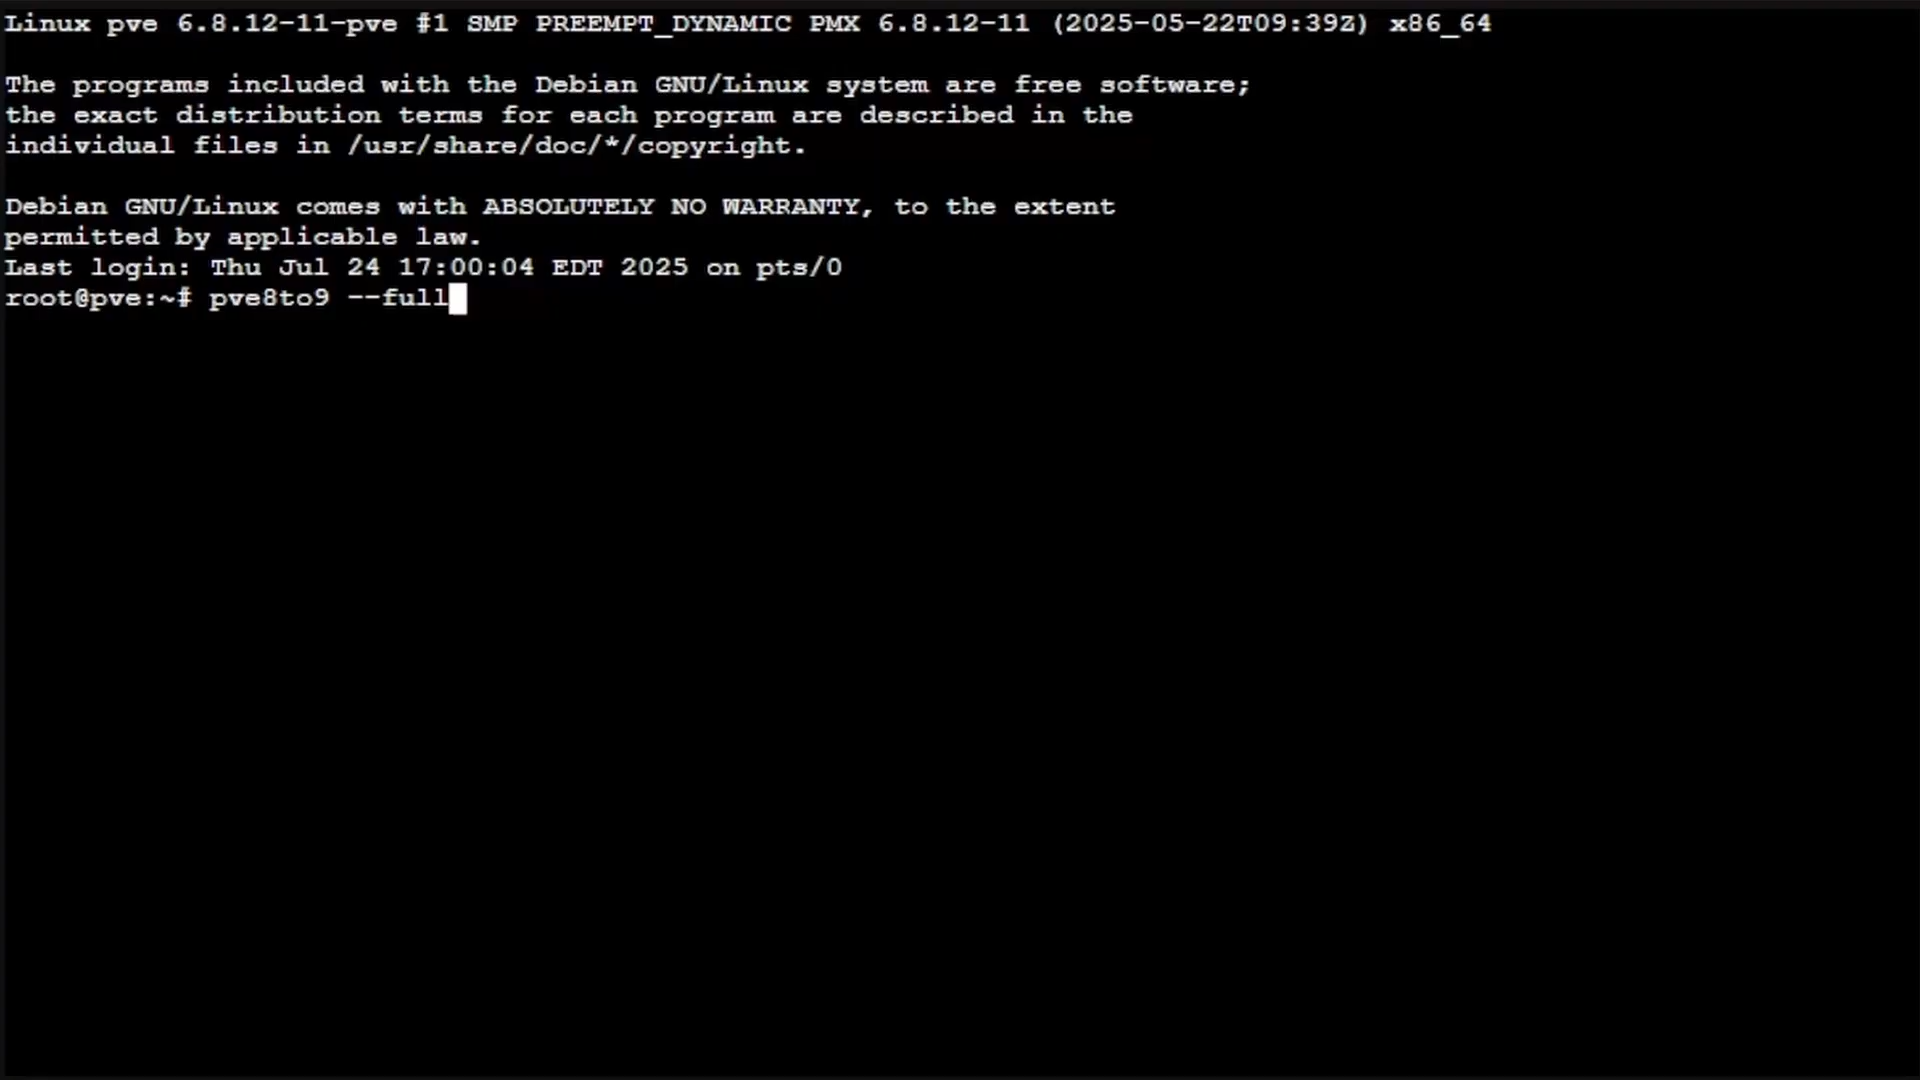 Linux pve 6.8.12-11-pve #1 SMP PREEMPT_DYNAMIC PMX 6.8.12-11 (2025-05-22T09:39Z) x86_64
The programs included with the Debian GNU/Linux system are free software;
the exact distribution terms for each program are described in the
individual files in /usr/share/doc/*/copyright.
Debian GNU/Linux comes with ABSOLUTELY NO WARRANTY, to the extent
permitted by applicable law.
Last login: Thu Jul 24 17:00:04 EDT 2025 on pts/0
root@pve:~# pve8to9 --full